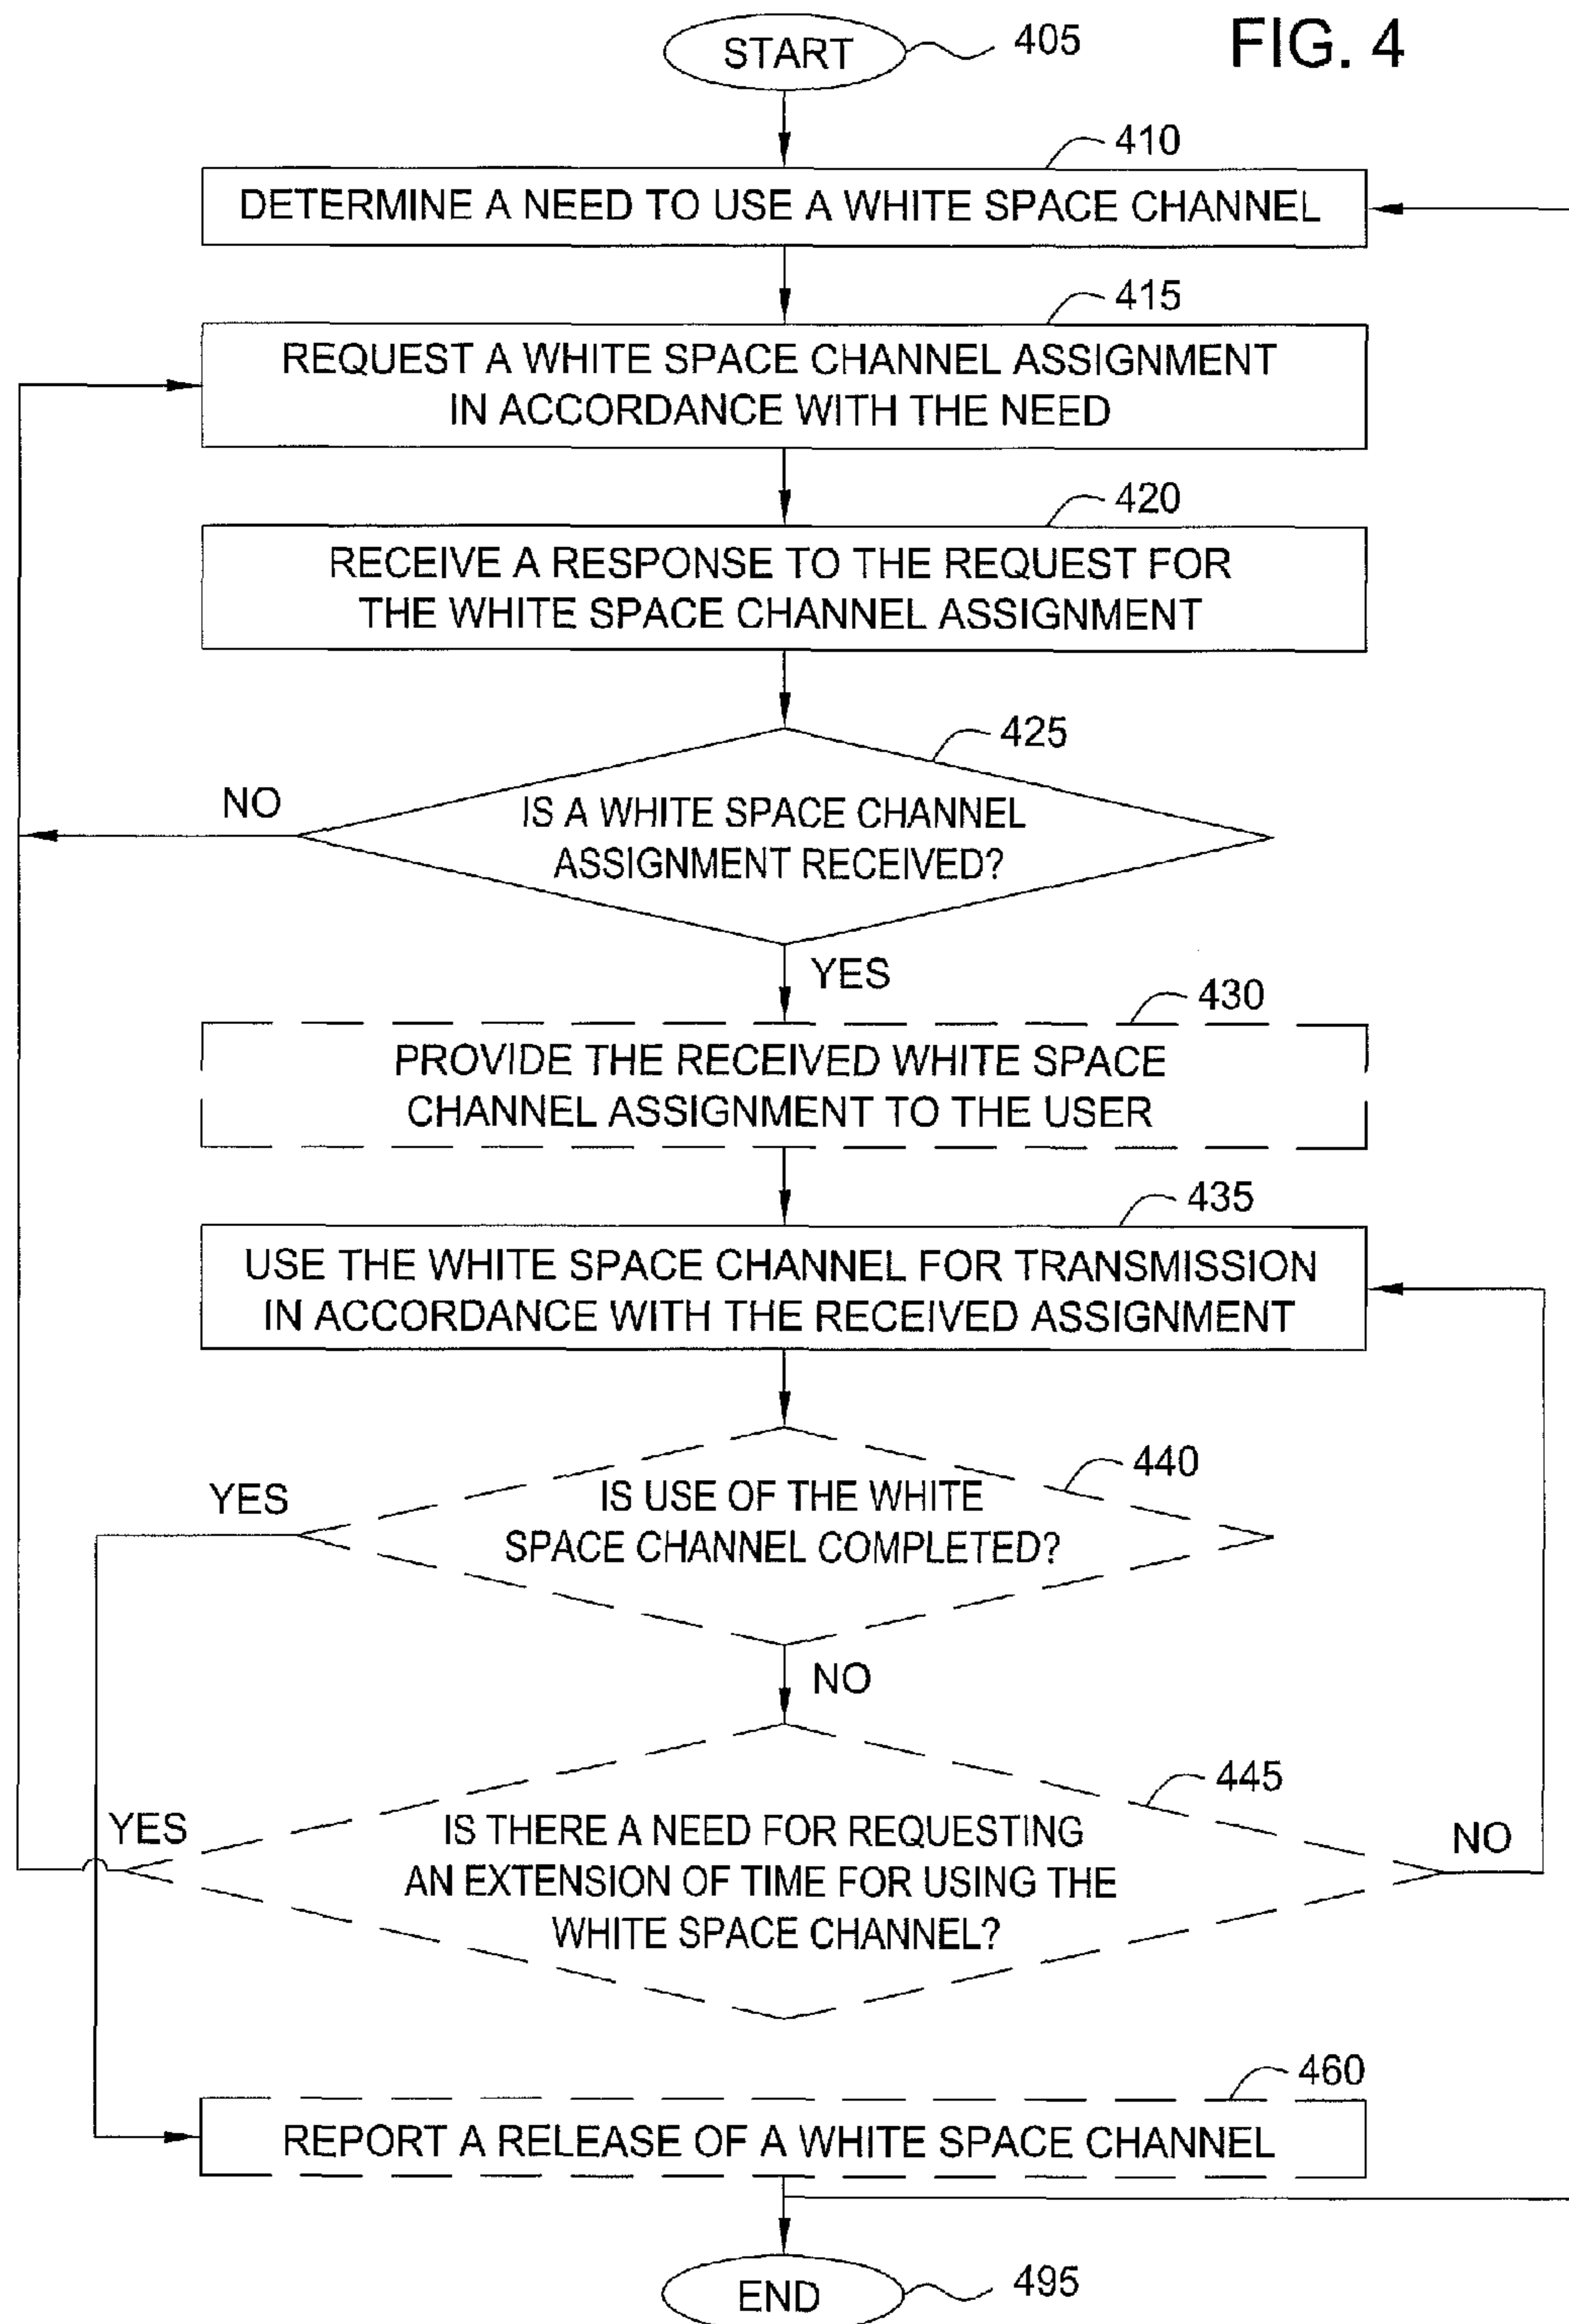 FIG. 4
START
405
410
DETERMINE A NEED TO USE A WHITE SPACE CHANNEL
415
REQUEST A WHITE SPACE CHANNEL ASSIGNMENT
IN ACCORDANCE WITH THE NEED
420
RECEIVE A RESPONSE TO THE REQUEST FOR
THE WHITE SPACE CHANNEL ASSIGNMENT
425
NO
IS A WHITE SPACE CHANNEL
ASSIGNMENT RECEIVED?
YES
430
PROVIDE THE RECEIVED WHITE SPACE
CHANNEL ASSIGNMENT TO THE USER
435
USE THE WHITE SPACE CHANNEL FOR TRANSMISSION
IN ACCORDANCE WITH THE RECEIVED ASSIGNMENT
440
YES
IS USE OF THE WHITE
SPACE CHANNEL COMPLETED?
NO
445
YES
IS THERE A NEED FOR REQUESTING
AN EXTENSION OF TIME FOR USING THE
WHITE SPACE CHANNEL?
NO
460
REPORT A RELEASE OF A WHITE SPACE CHANNEL
END
495